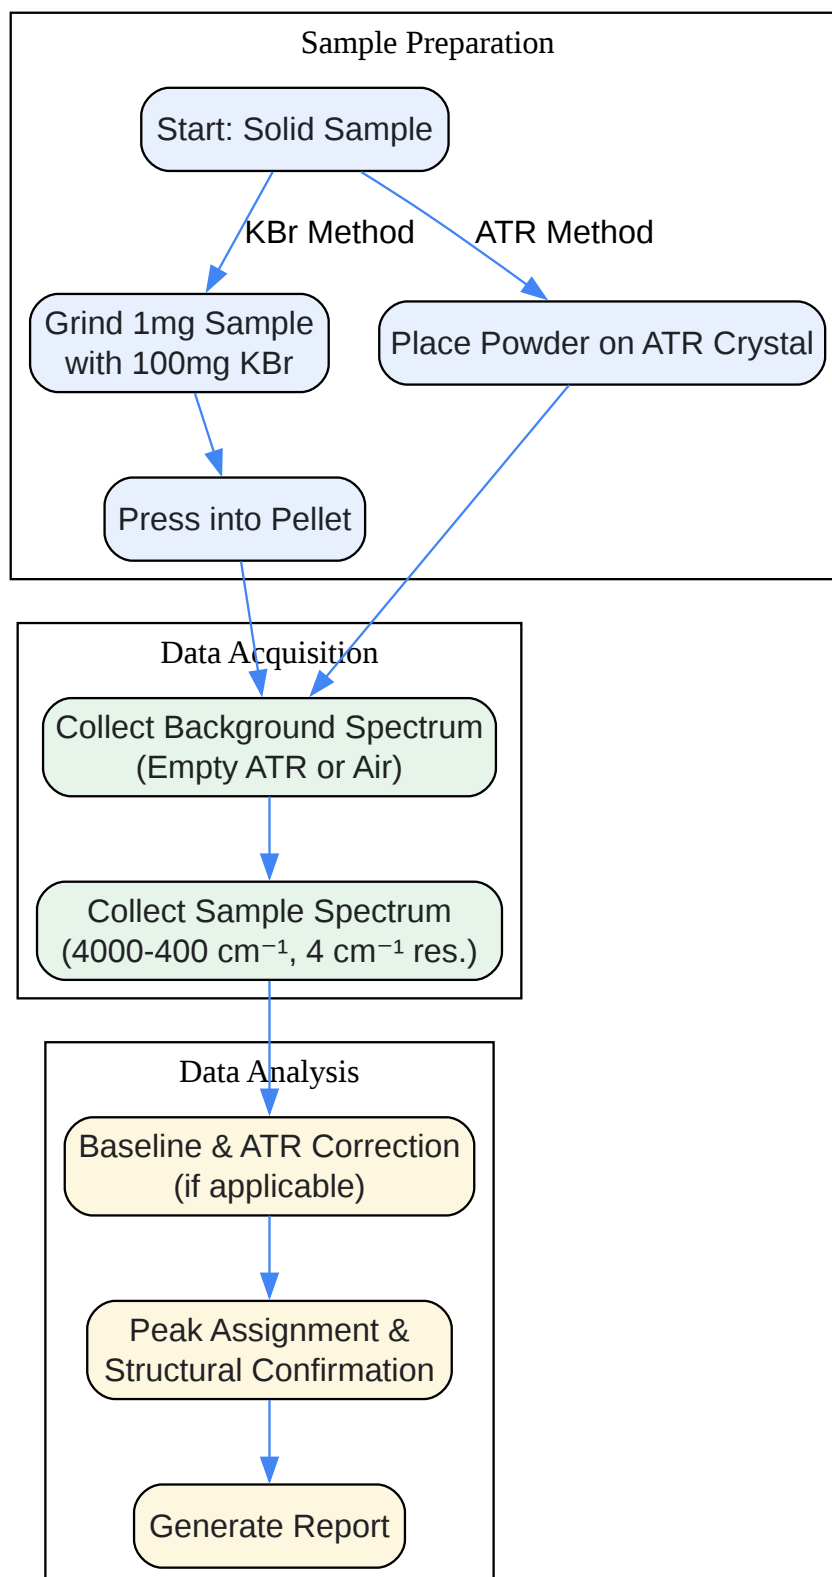 Sample Preparation
Start: Solid Sample
KBr Method
ATR Method
Grind 1mg Sample
with 100mg KBr
Place Powder on ATR Crystal
Press into Pellet
Data Acquisition
Collect Background Spectrum
(Empty ATR or Air)
Collect Sample Spectrum
(4000-400 cm⁻¹, 4 cm⁻¹ res.)
Data Analysis
Baseline & ATR Correction
(if applicable)
Peak Assignment &
Structural Confirmation
Generate Report